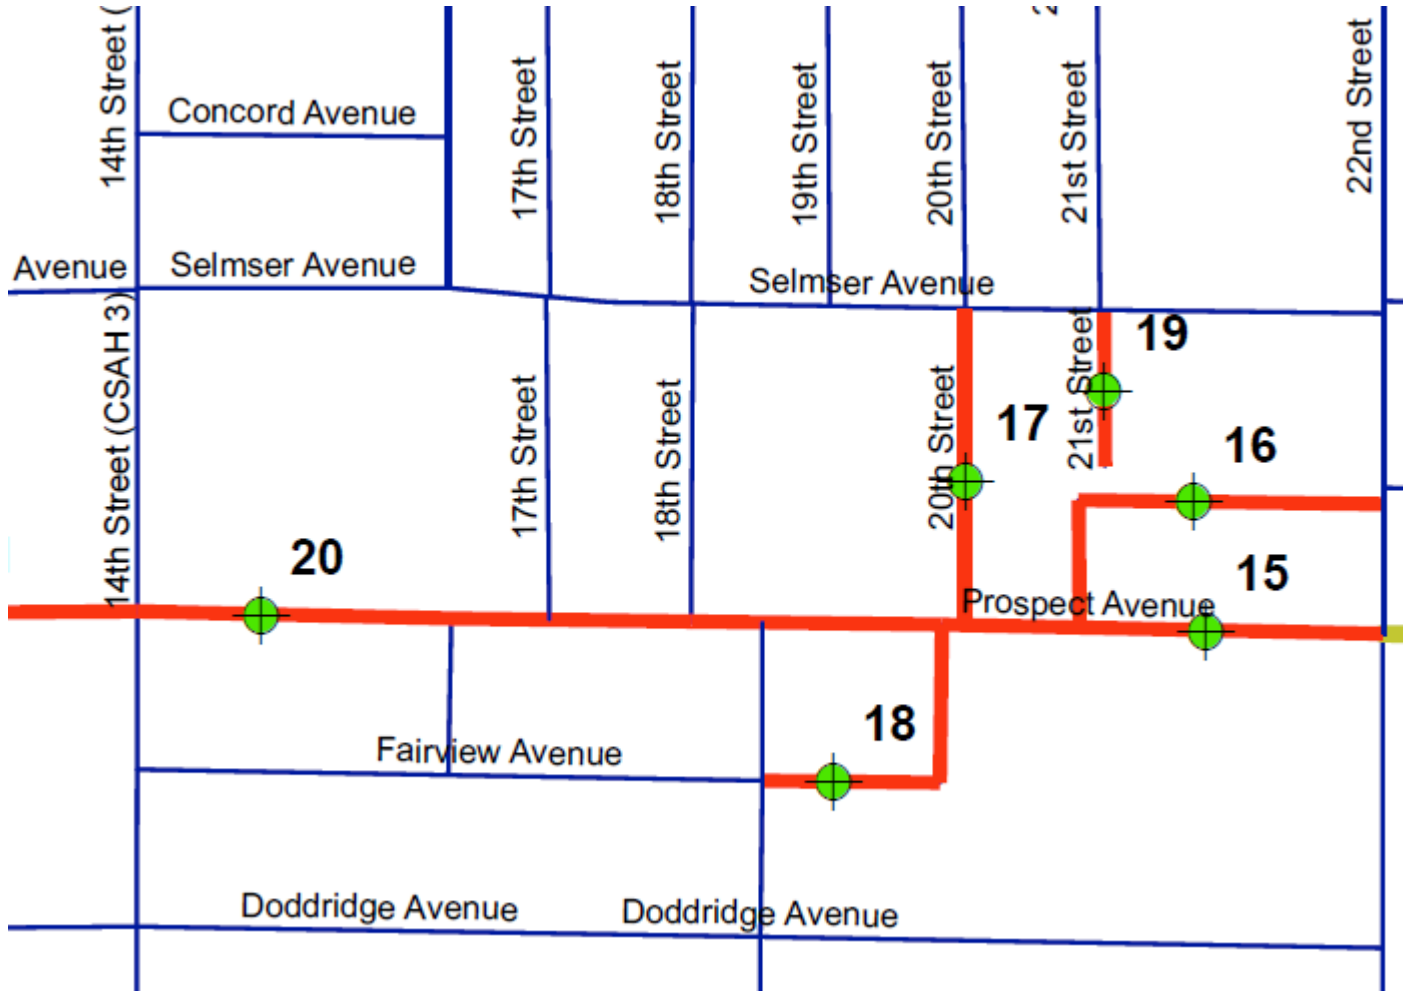 14th Street (
Concord Avenue
17th Street
18th Street
19th Street
20th Street
21st Street
22nd Street
Avenue
Selmser Avenue
Selmser Avenue
14th Street (CSAH 3)
17th Street
18th Street
20th Street
17
21st Street
19
16
20
15
Prospect Avenue
18
Fairview Avenue
Doddridge Avenue
Doddridge Avenue